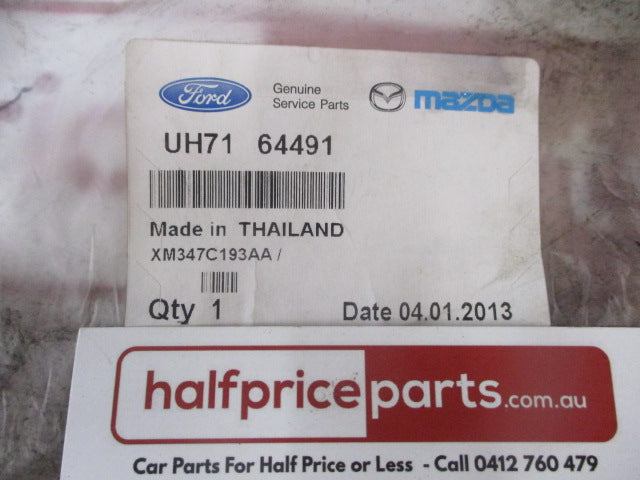 Ford Genuine Service Parts mazda
UH71 64491
Made in THAILAND
XM347C193AA /
Qty 1 Date 04.01.2013
halfpriceparts.com.au
Car Parts For Half Price or Less - Call 0412 760 479